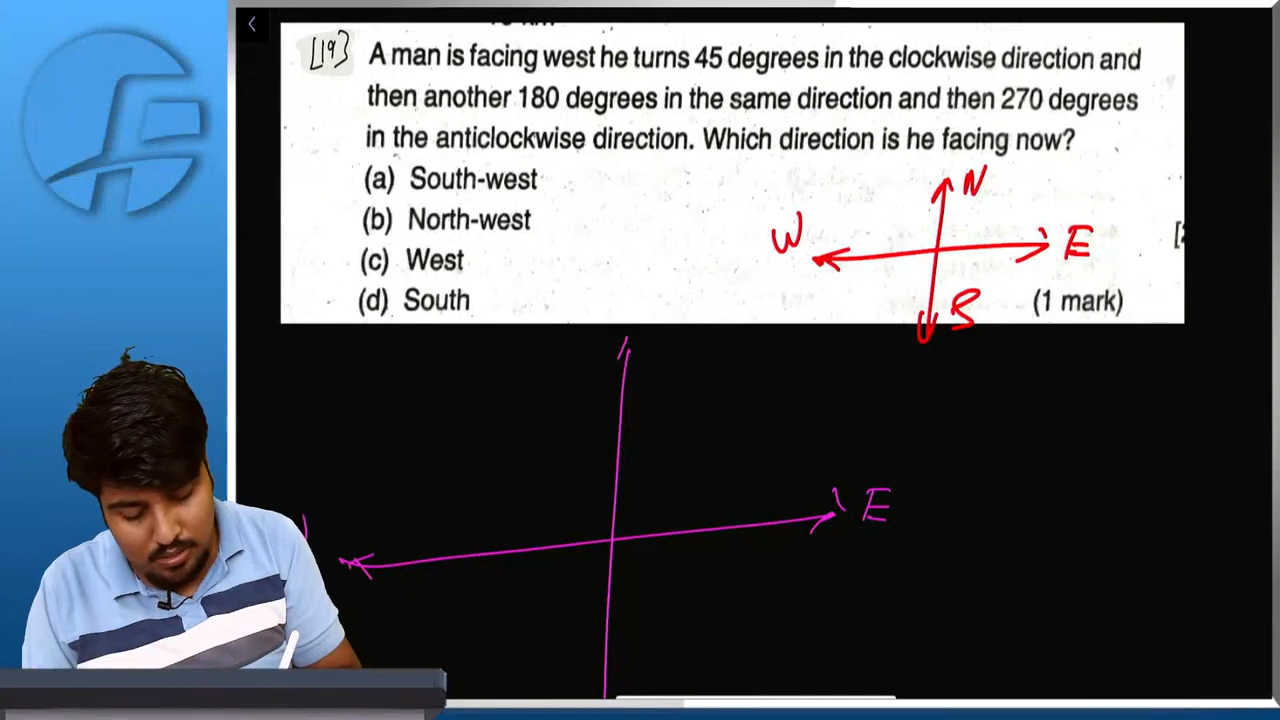 [19] A man is facing west he turns 45 degrees in the clockwise direction and
then another 180 degrees in the same direction and then 270 degrees
in the anticlockwise direction. Which direction is he facing now?
(a) South-west
(b) North-west
(c) West
(d) South
(1 mark)
N
W
E
S
E